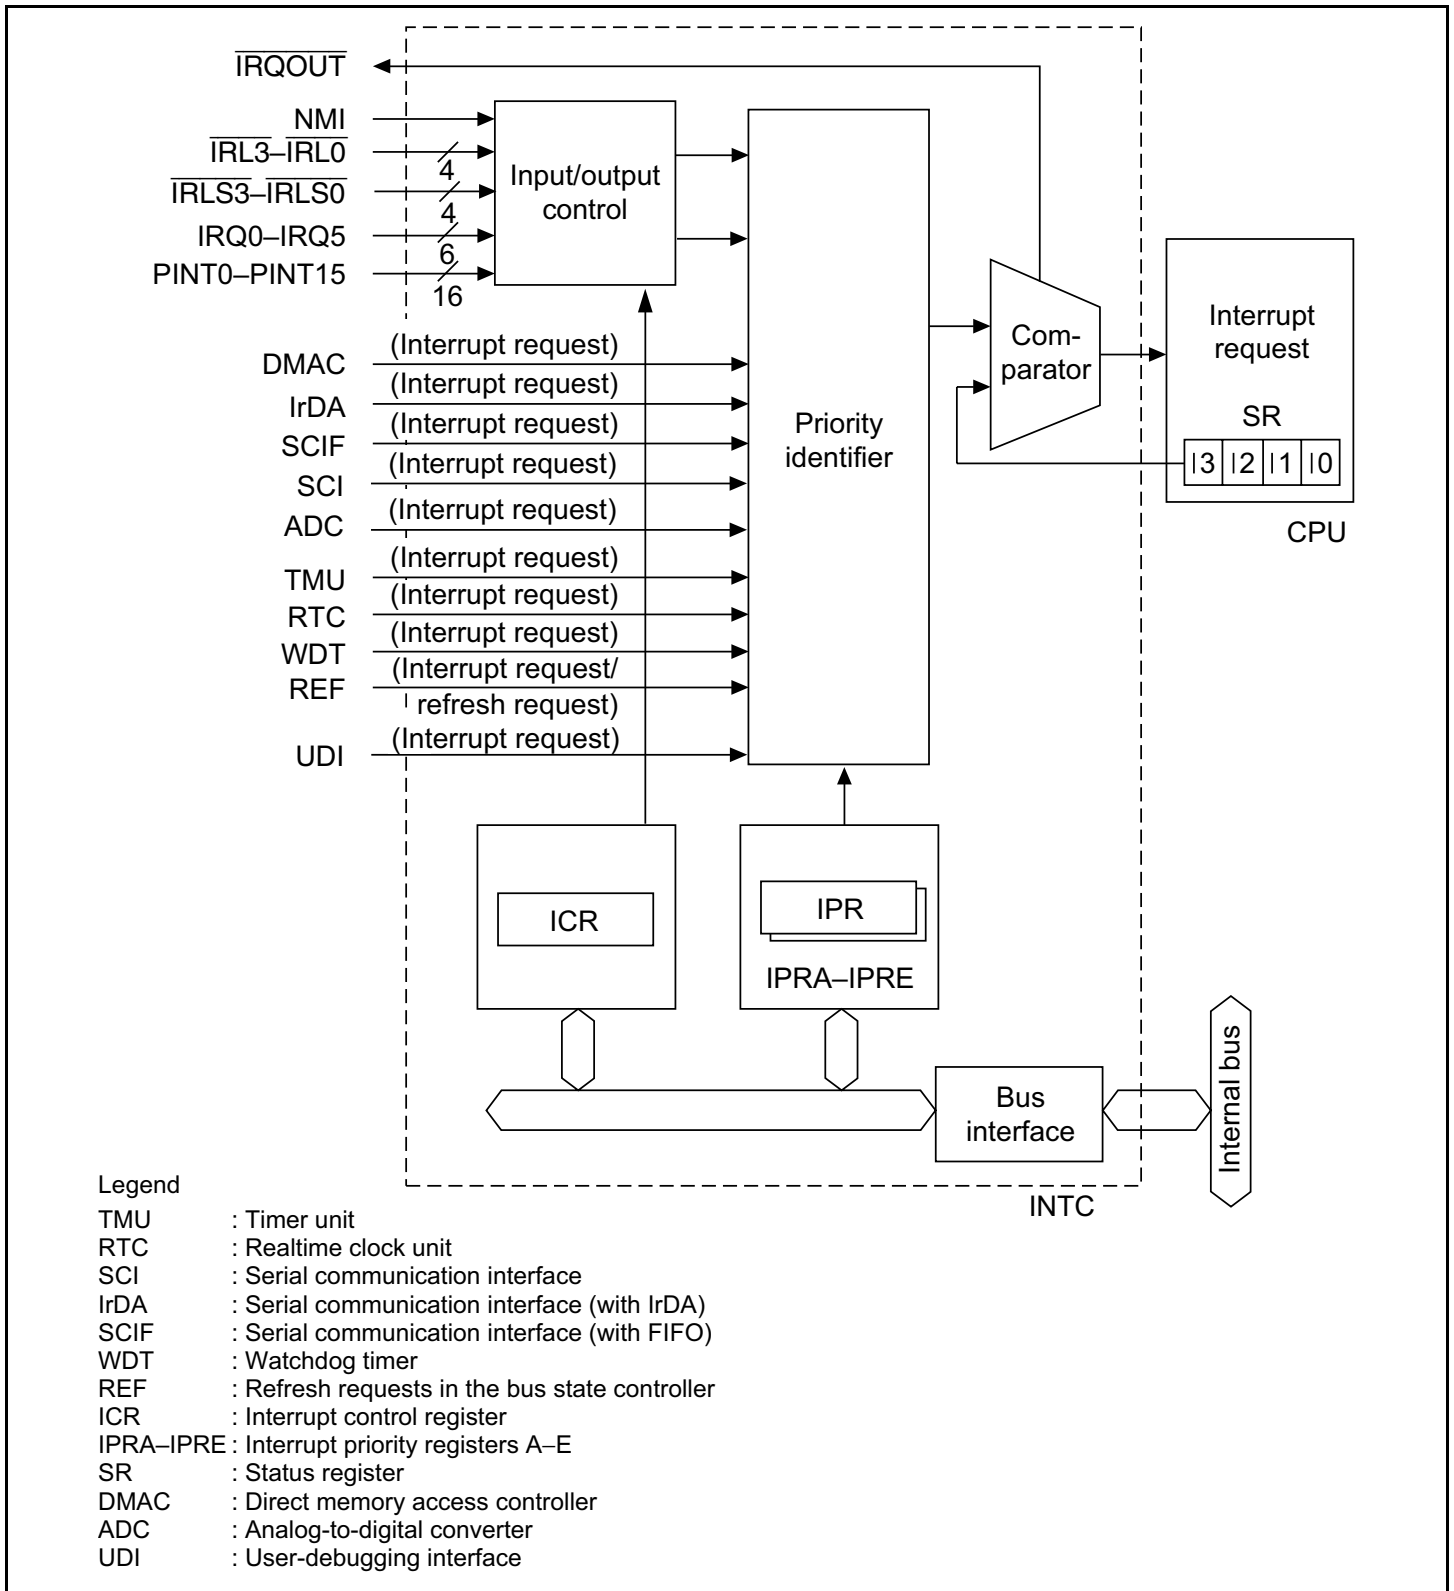 IRQOUT
NMI
IRL3–IRL0
4
IRLS3–IRLS0
4
IRQ0–IRQ5
6
PINT0–PINT15
16
Input/output
control
DMAC
(Interrupt request)
IrDA
(Interrupt request)
SCIF
(Interrupt request)
SCI
(Interrupt request)
ADC
(Interrupt request)
TMU
(Interrupt request)
RTC
(Interrupt request)
WDT
(Interrupt request)
REF
(Interrupt request/
refresh request)
UDI
(Interrupt request)
Priority
identifier
Com-
parator
Interrupt
request
SR
I3 I2 I1 I0
CPU
ICR
IPR
IPRA–IPRE
Bus
interface
Internal bus
INTC
Legend
TMU : Timer unit
RTC : Realtime clock unit
SCI : Serial communication interface
IrDA : Serial communication interface (with IrDA)
SCIF : Serial communication interface (with FIFO)
WDT : Watchdog timer
REF : Refresh requests in the bus state controller
ICR : Interrupt control register
IPRA–IPRE : Interrupt priority registers A–E
SR : Status register
DMAC : Direct memory access controller
ADC : Analog-to-digital converter
UDI : User-debugging interface